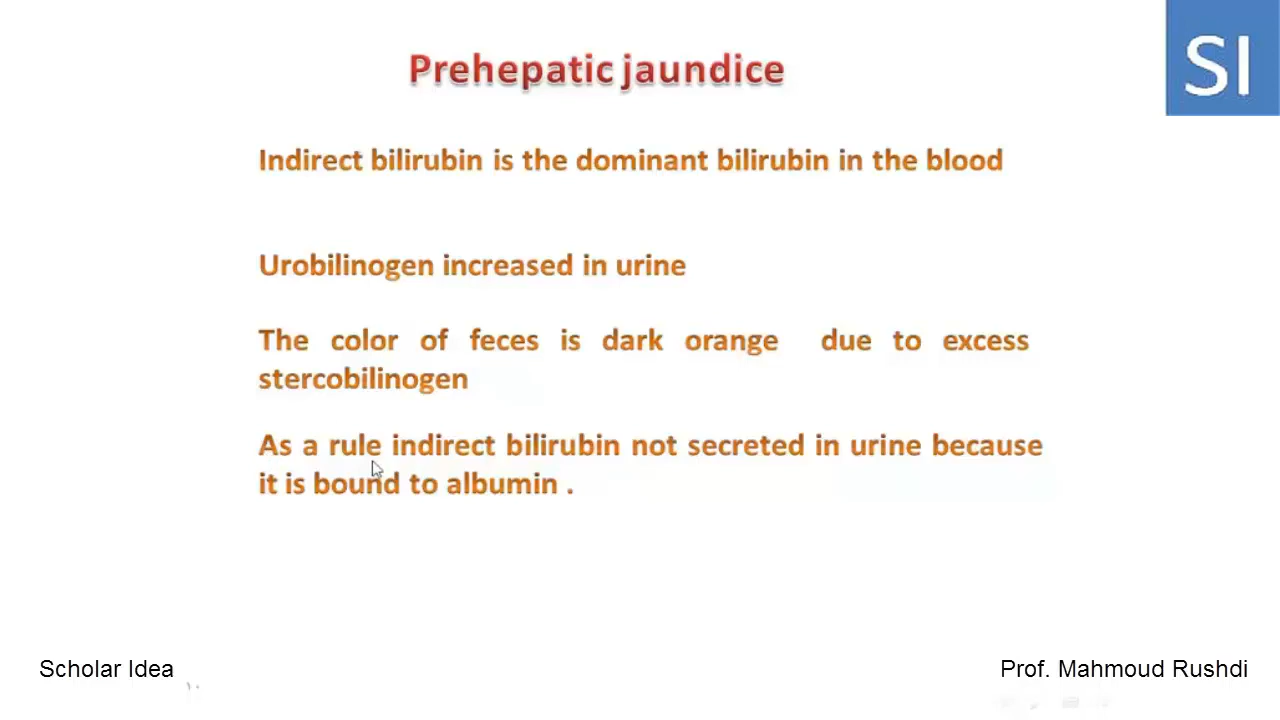 SI
Prehepatic jaundice
Indirect bilirubin is the dominant bilirubin in the blood
Urobilinogen increased in urine
The color of feces is dark orange due to excess
stercobilinogen
As a rule indirect bilirubin not secreted in urine because
it is bound to albumin .
Scholar Idea
Prof. Mahmoud Rushdi
١٠